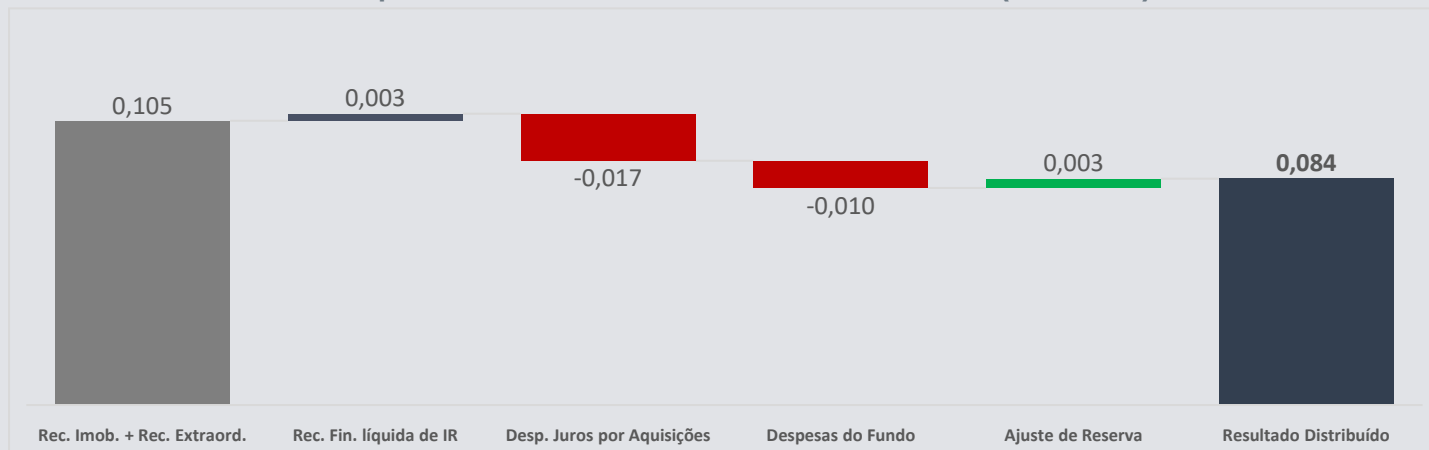 0,105
0,003
-0,017
-0,010
0,003
0,084
Rec. Imob. + Rec. Extraord.
Rec. Fin. líquida de IR
Desp. Juros por Aquisições
Despesas do Fundo
Ajuste de Reserva
Resultado Distribuído